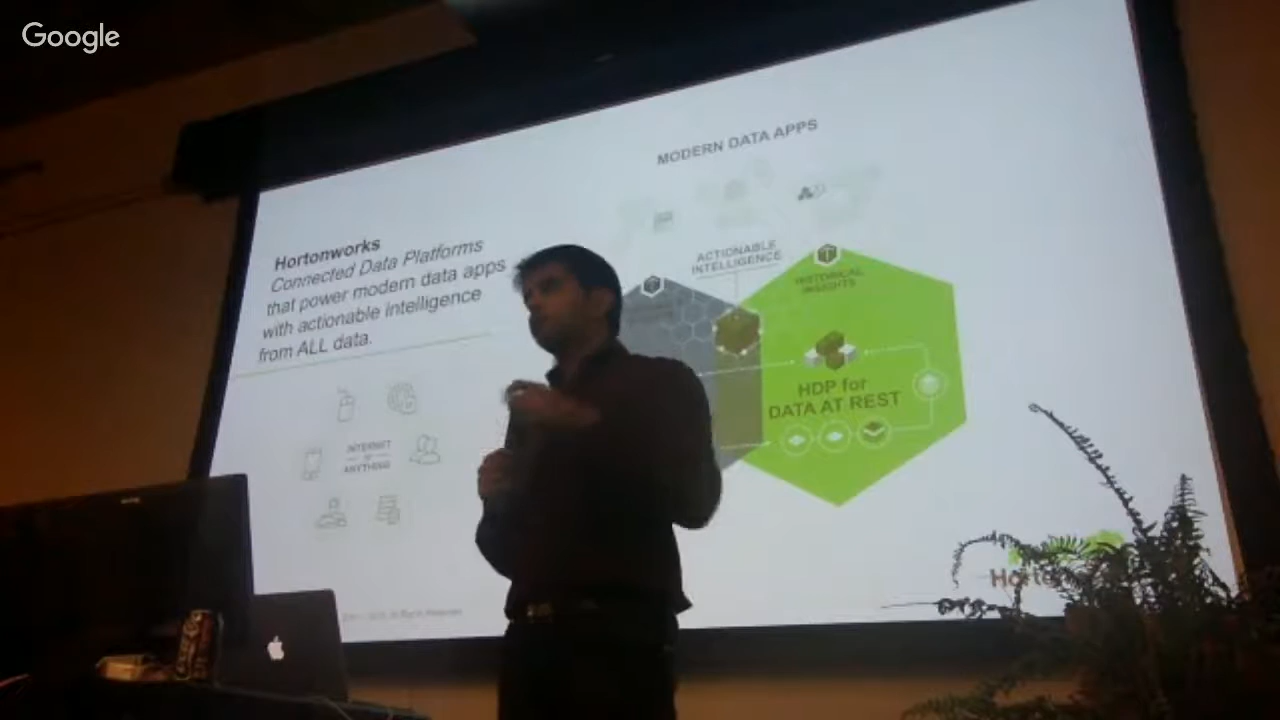 Google
MODERN DATA APPS
Hortonworks
Connected Data Platforms
that power modern data apps
with actionable intelligence
from ALL data.
ACTIONABLE
INTELLIGENCE
HISTORICAL
INSIGHTS
HDP for
DATA AT REST
INTERNET
OF
ANYTHING